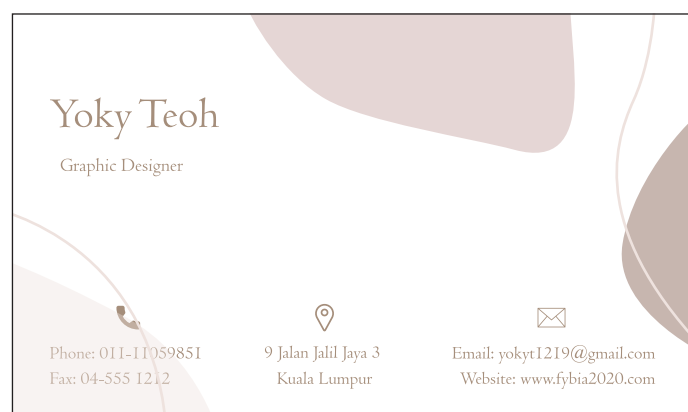 Yoky Teoh
Graphic Designer
Phone: 011-11059851
Fax: 04-555 1212
9 Jalan Jalil Jaya 3
Kuala Lumpur
Email: yokyt1219@gmail.com
Website: www.fybia2020.com